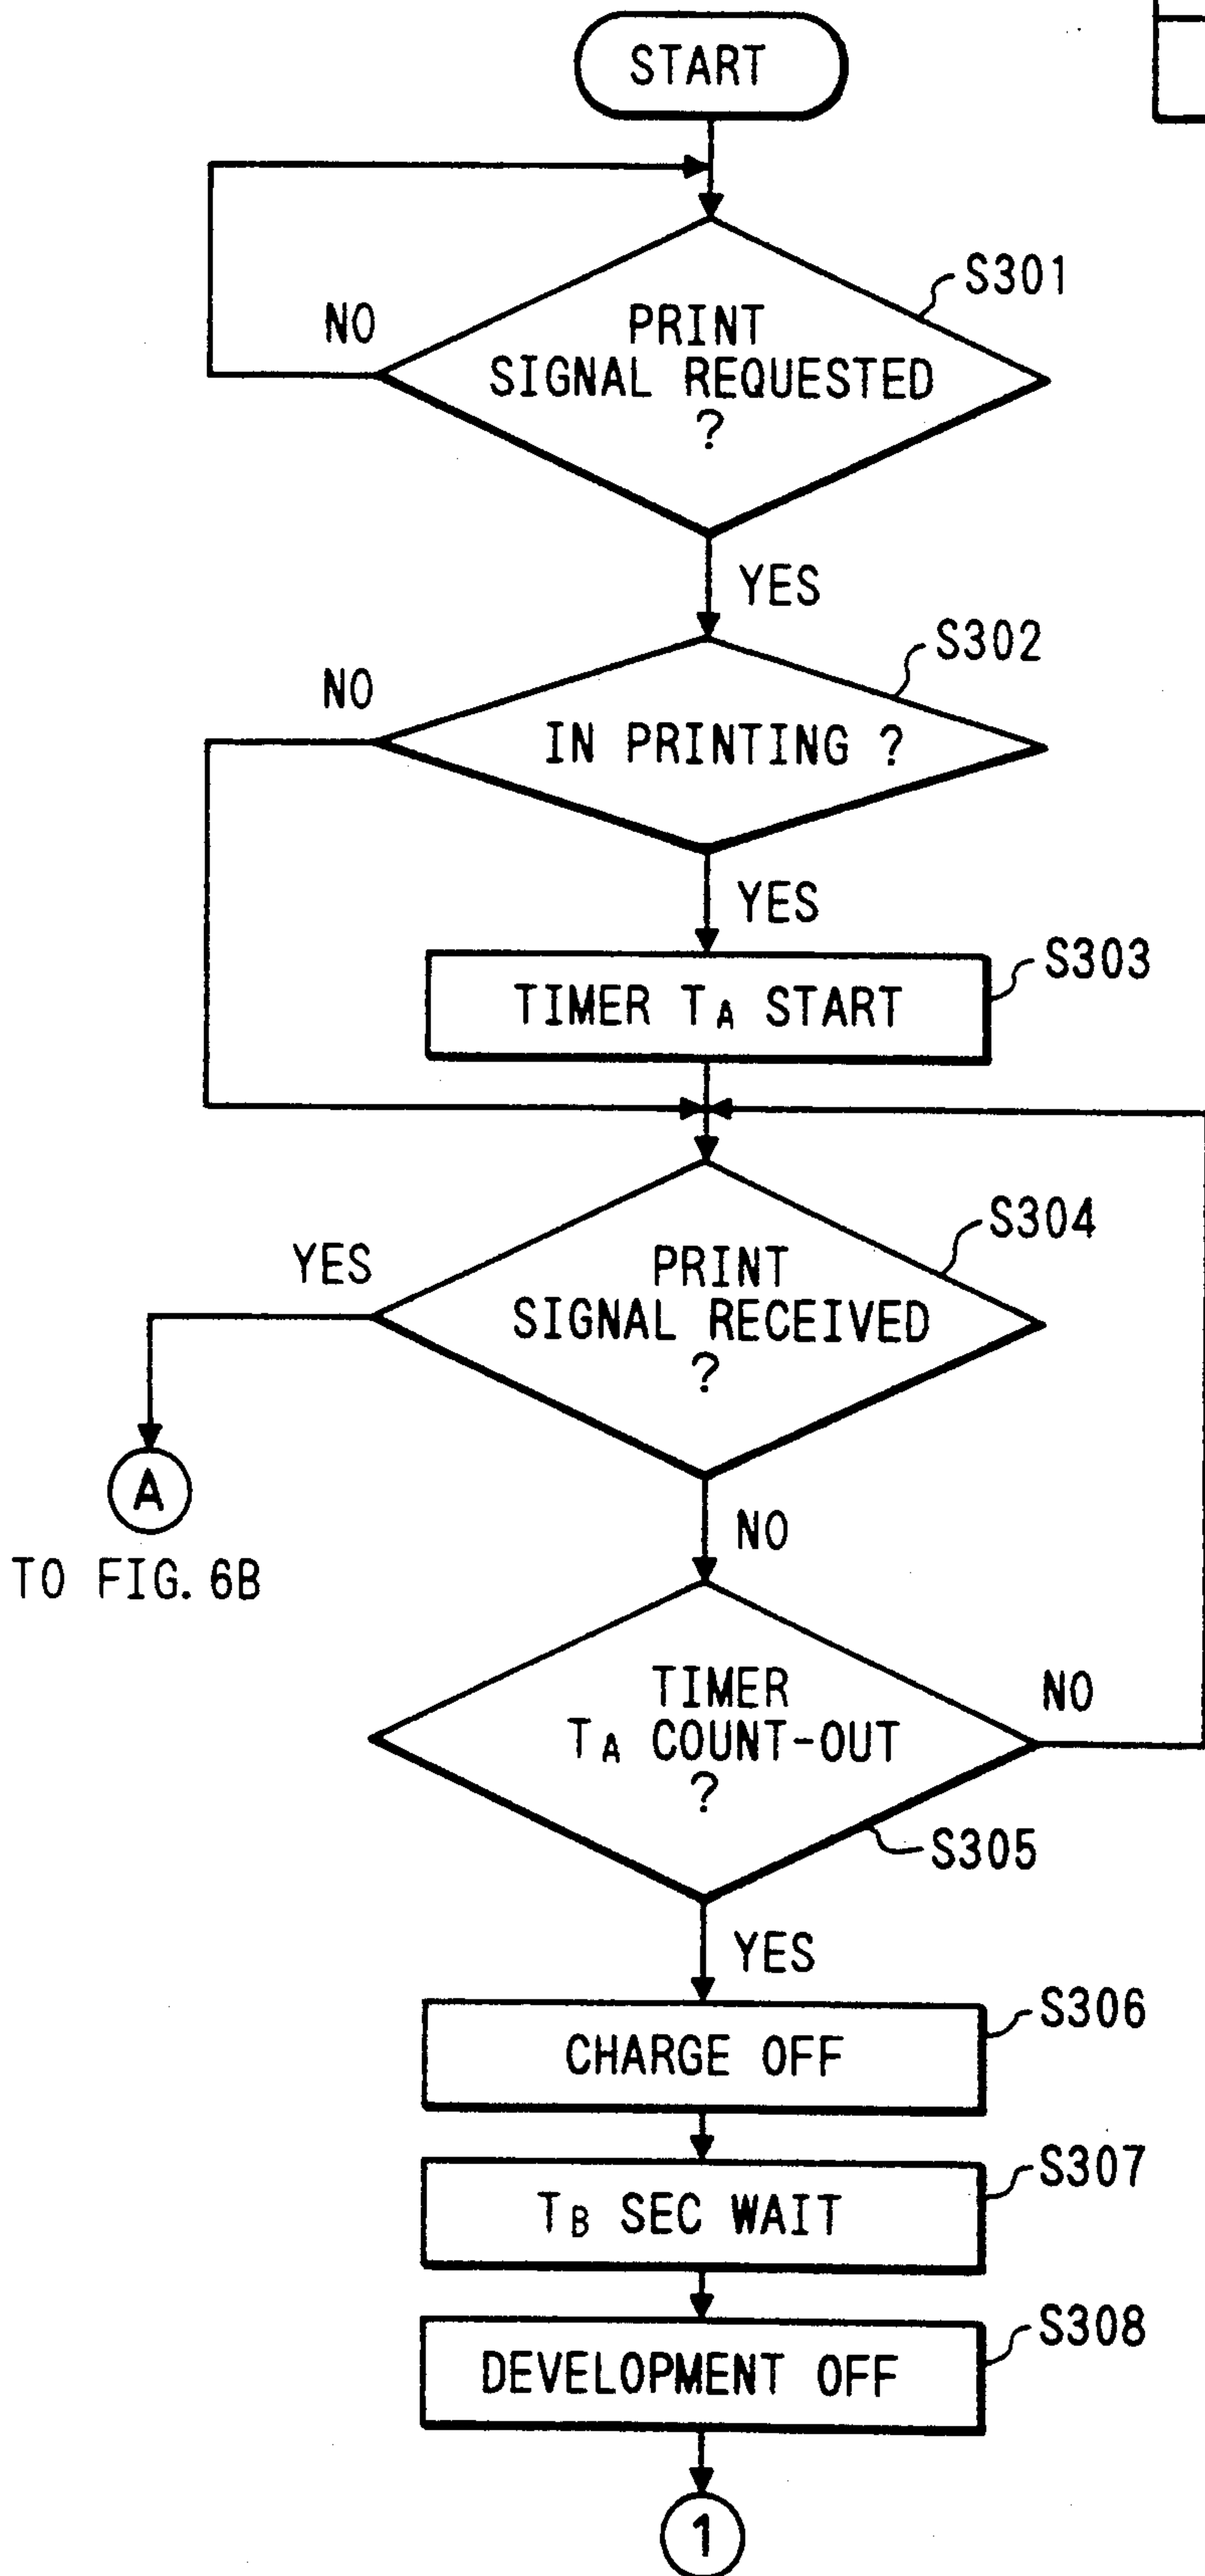 START
S301
NO
PRINT
SIGNAL REQUESTED
?
YES
S302
NO
IN PRINTING ?
YES
S303
TIMER TA START
S304
YES
PRINT
SIGNAL RECEIVED
?
A
NO
TO FIG. 6B
TIMER
NO
TA COUNT-OUT
?
S305
YES
S306
CHARGE OFF
S307
TB SEC WAIT
S308
DEVELOPMENT OFF
1